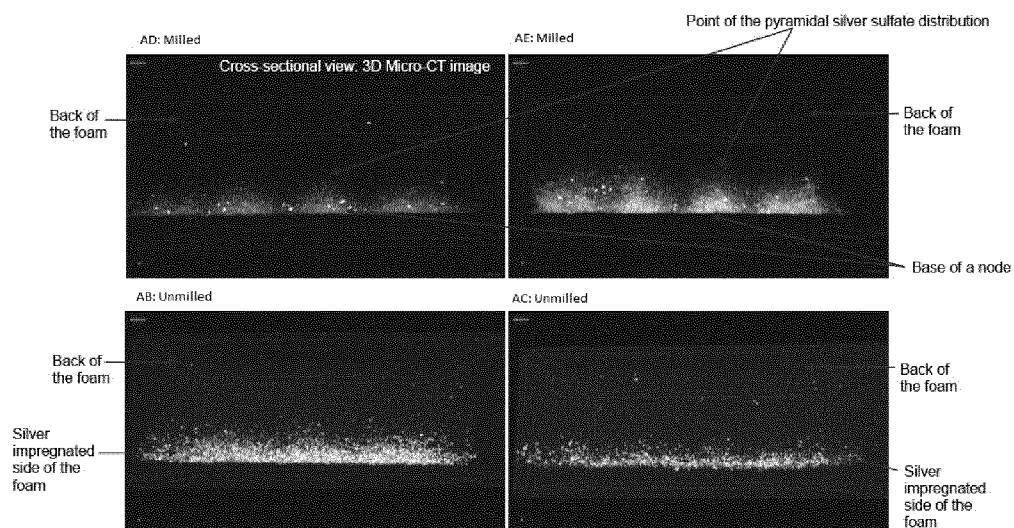 Point of the pyramidal silver sulfate distribution
AD: Milled
AE: Milled
Cross-sectional view: 3D Micro-CT image
Back of
the foam
Back of
the foam
Base of a node
AB: Unmilled
AC: Unmilled
Back of
the foam
Back of
the foam
Silver
impregnated
side of the
foam
Silver
impregnated
side of the
foam